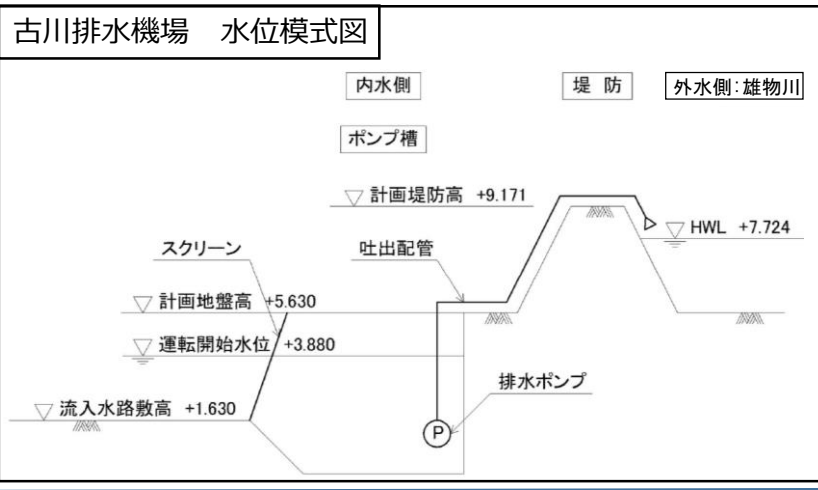 古川排水機場　水位模式図
内水側
堤 防
外水側：雄物川
ポンプ槽
計画堤防高 +9.171
HWL +7.724
スクリーン
吐出配管
計画地盤高 +5.630
運転開始水位 +3.880
排水ポンプ
流入水路敷高 +1.630
P